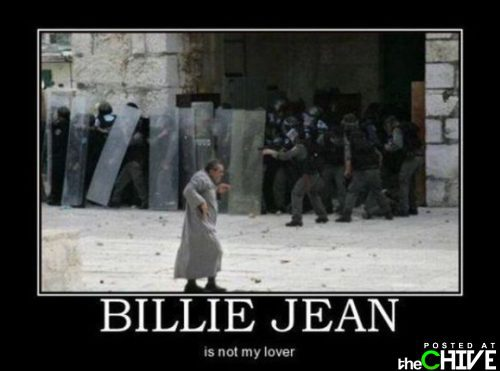 BILLIE JEAN
is not my lover
POSTED AT
theCHIVE